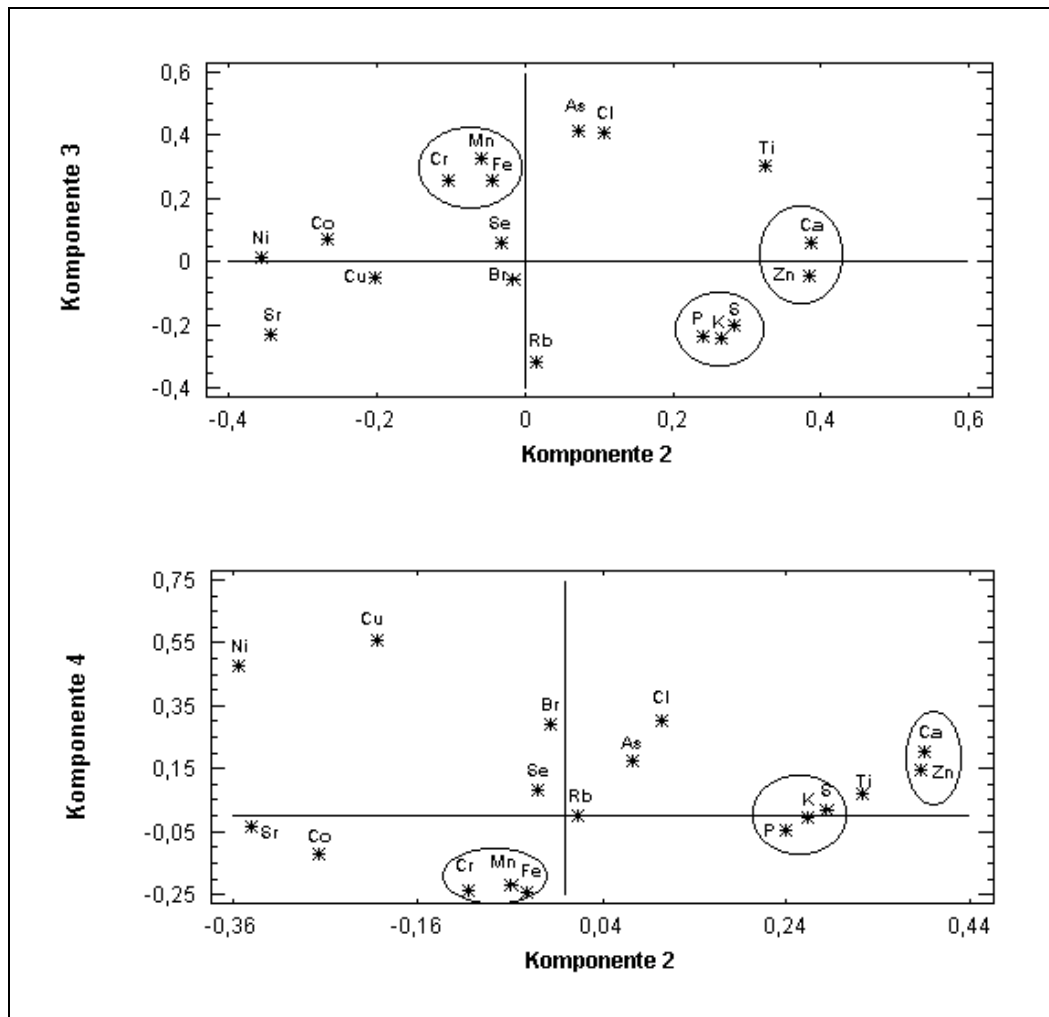 0,6
As Cl
0,4
Mn
Cr Fe
Ti
0,2
Co
Se
Ca
Ni
0
Cu
Br
Zn
Sr
P K S
-0,2
Rb
-0,4
-0,4 -0,2 0 0,2 0,4 0,6
Komponente 3
Komponente 2
0,75
Cu
0,55
Ni
Br
Cl
0,35
As
Ca
Se
Zn
0,15
Ti
Rb
K S
P
-0,05
Sr
Co
Cr Mn Fe
-0,25
-0,36 -0,16 0,04 0,24 0,44
Komponente 4
Komponente 2